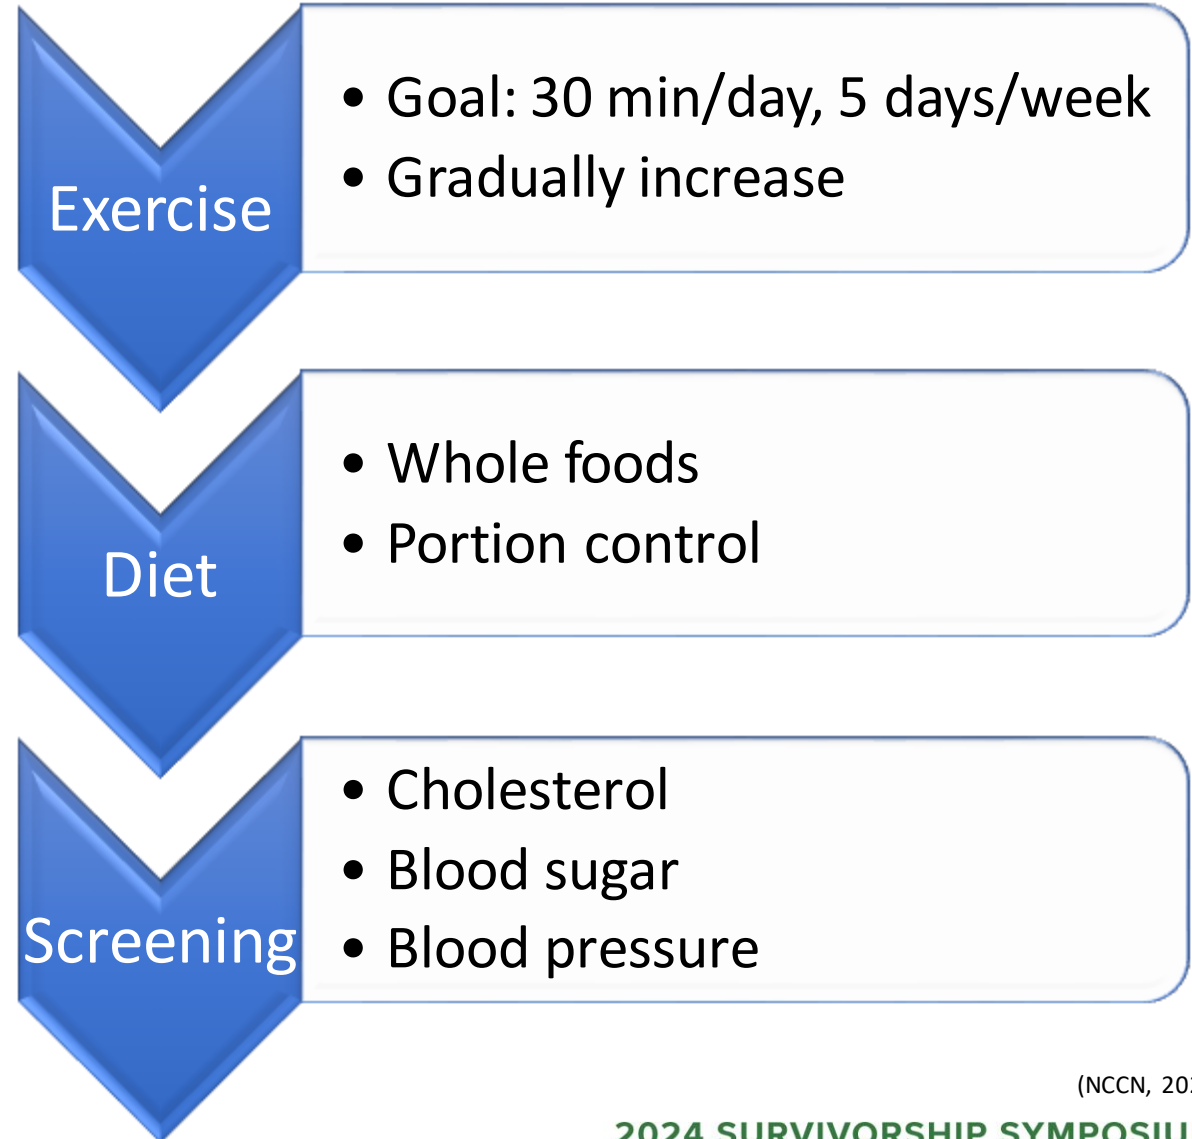 Exercise
• Goal: 30 min/day, 5 days/week
• Gradually increase
Diet
• Whole foods
• Portion control
Screening
• Cholesterol
• Blood sugar
• Blood pressure
(NCCN,
2024 SURVIVORSHIP